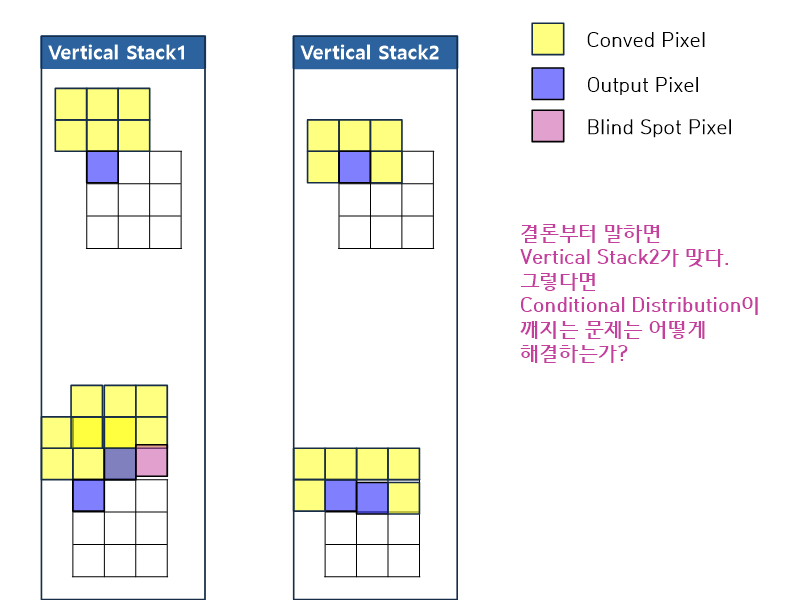 Vertical Stack1
Vertical Stack2
Conved Pixel
Output Pixel
Blind Spot Pixel
결론부터 말하면
Vertical Stack2가 맞다.
그렇다면
Conditional Distribution이
깨지는 문제는 어떻게
해결하는가?